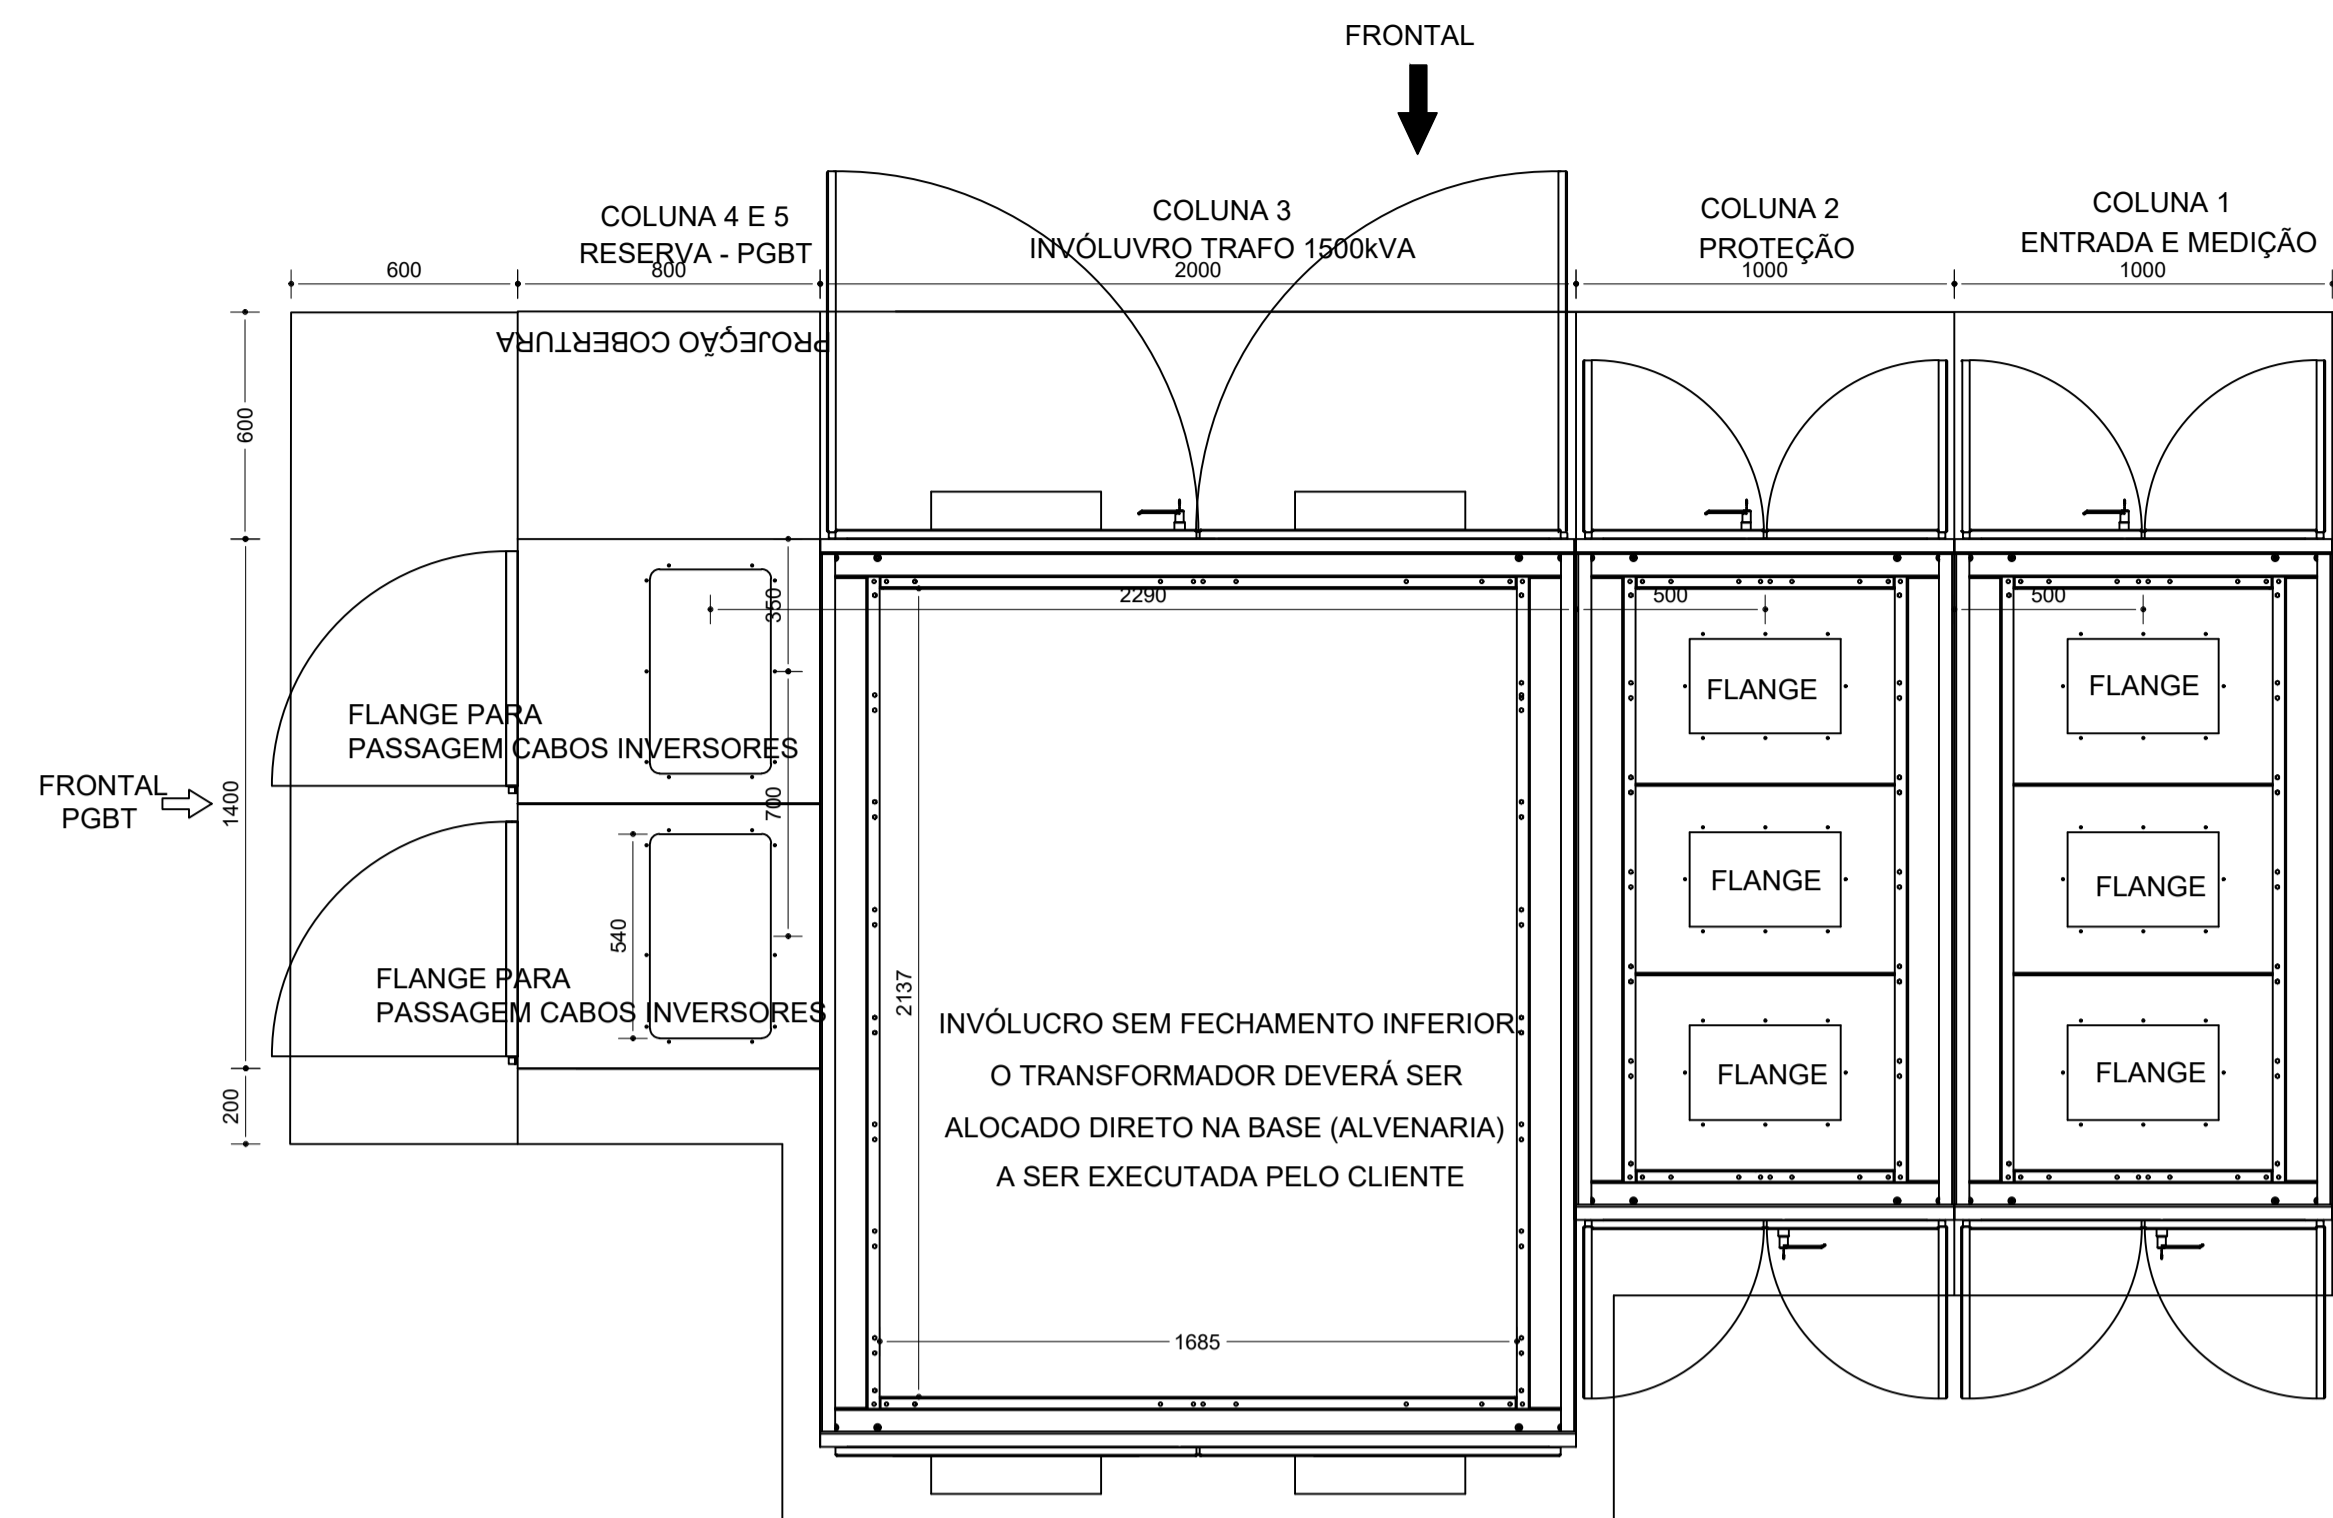 FRONTAL
COLUNA 4 E 5
RESERVA - PGBT
COLUNA 3
INVÓLUVRO TRAFO 1500kVA
COLUNA 2
PROTEÇÃO
COLUNA 1
ENTRADA E MEDIÇÃO
600
800
2000
1000
1000
PROJEÇÃO COBERTURA
600
350
2290
500
500
FLANGE
FLANGE
FLANGE PARA
PASSAGEM CABOS INVERSORES
FRONTAL
PGBT
1400
700
FLANGE
FLANGE
540
FLANGE PARA
PASSAGEM CABOS INVERSORES
2137
INVÓLUCRO SEM FECHAMENTO INFERIOR
O TRANSFORMADOR DEVERÁ SER
ALOCADO DIRETO NA BASE (ALVENARIA)
A SER EXECUTADA PELO CLIENTE
FLANGE
FLANGE
200
1685